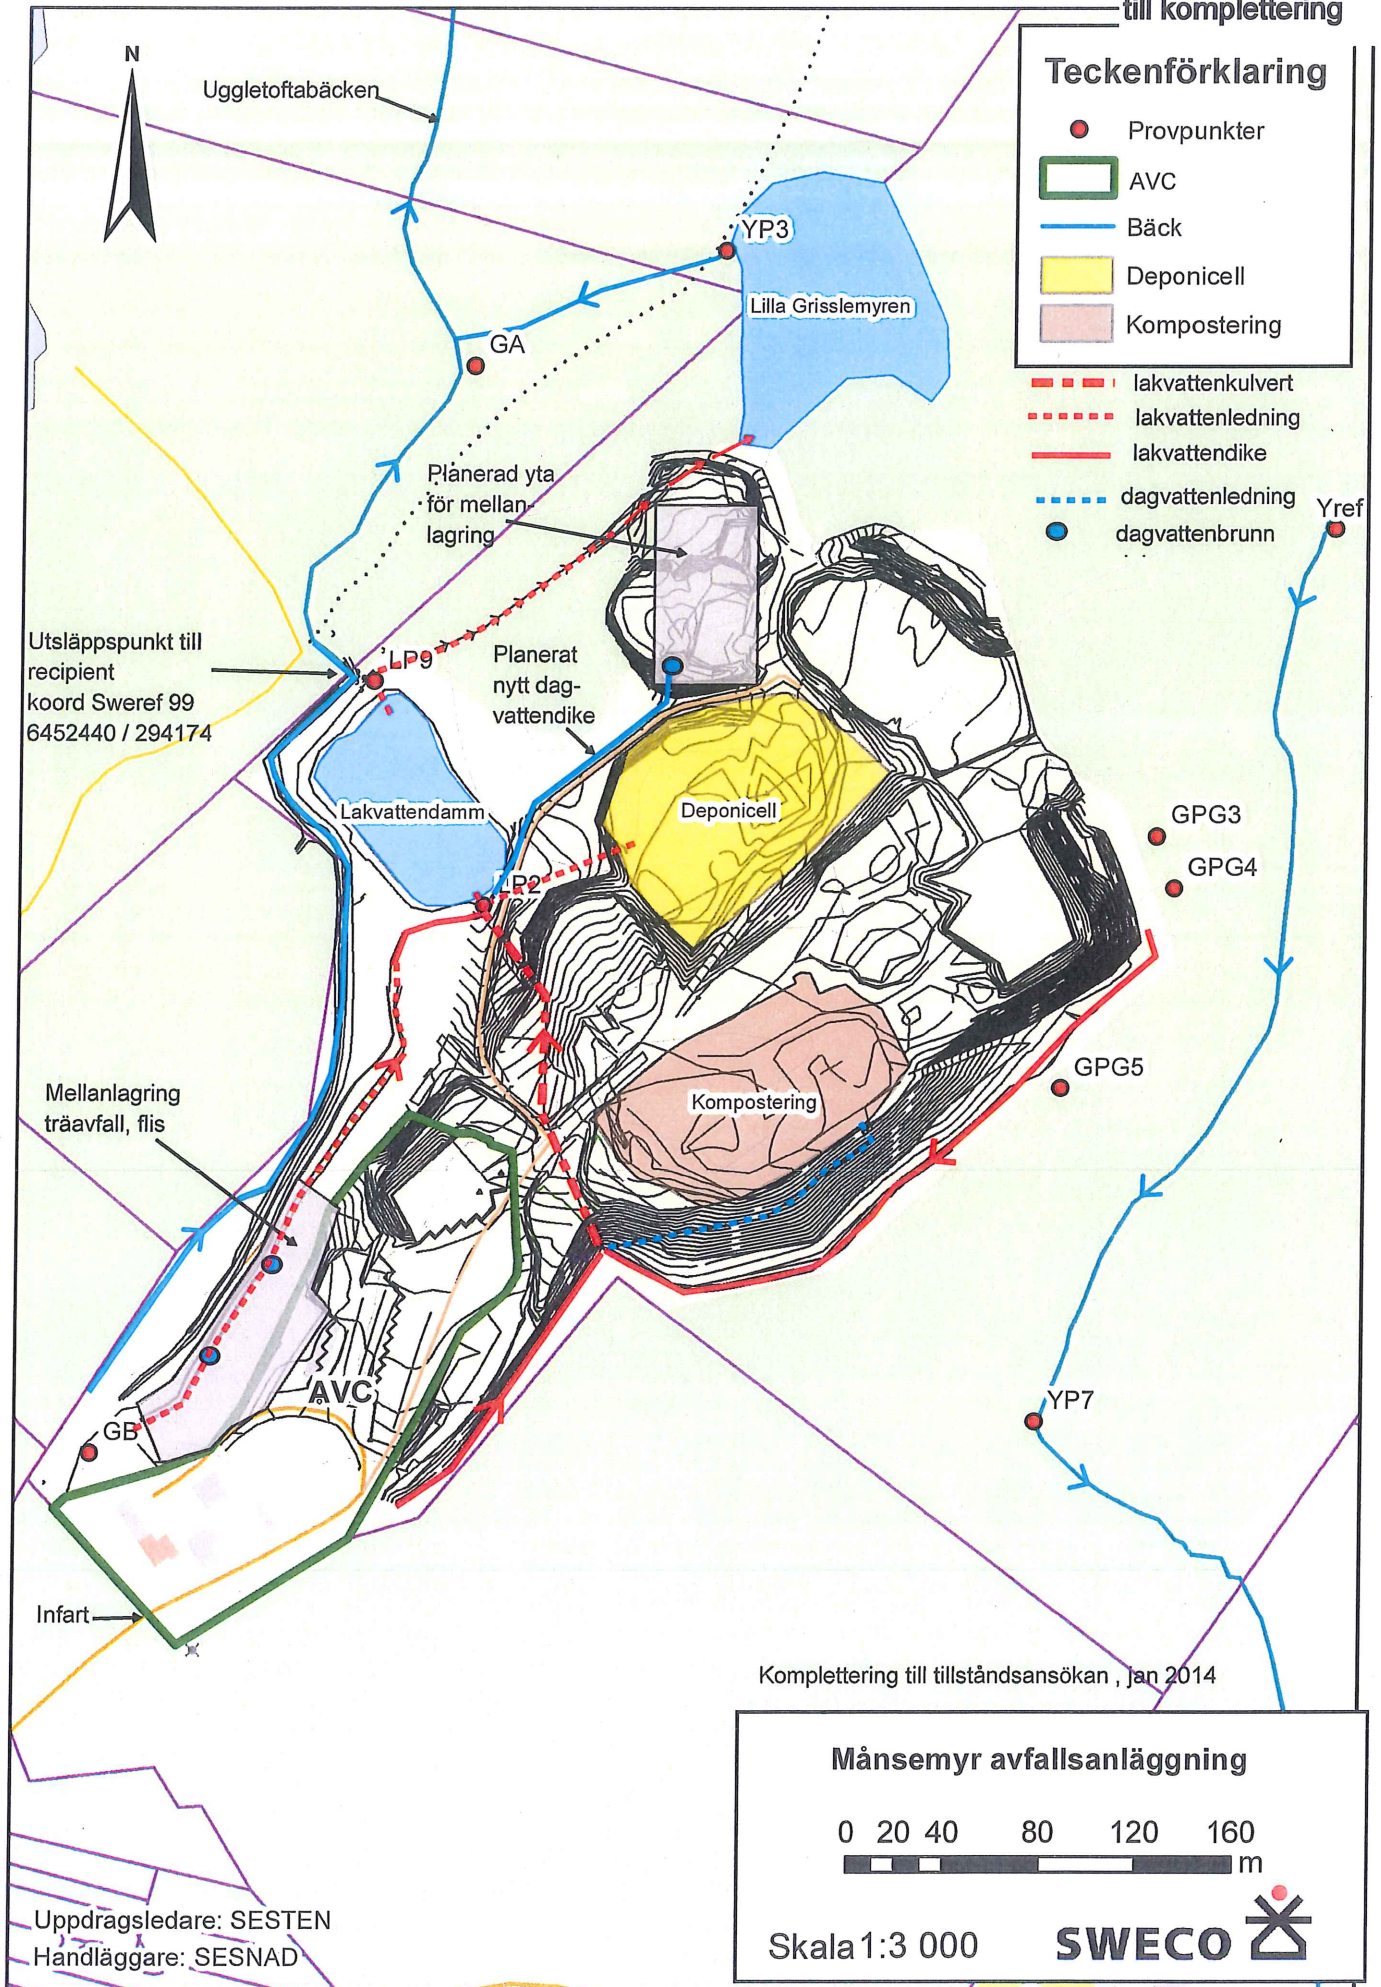 till komplettering
Teckenförklaring
Provpunkter
AVC
Bäck
Deponicell
Kompostering
lakvattenkulvert
lakvattenledning
lakvattendike
dagvattenledning
dagvattenbrunn
N
Uggletoftabäcken
YP3
Lilla Grisslemyren
GA
Planerad yta
för mellan-
lagring
Yref
Utsläppspunkt till
recipient
koord Sweref 99
6452440 / 294174
LP9
Planerat
nytt dag-
vattendike
Lakvattendamm
Deponicell
GPG3
GPG4
LP2
GPG5
Mellanlagring
träavfall, flis
Kompostering
AVC
GB
YP7
Infart
Komplettering till tillståndsansökan , jan 2014
Månsemyr avfallsanläggning
0 20 40 80 120 160
m
Skala 1:3 000
SWECO
Uppdragsledare: SESTEN
Handläggare: SESNAD